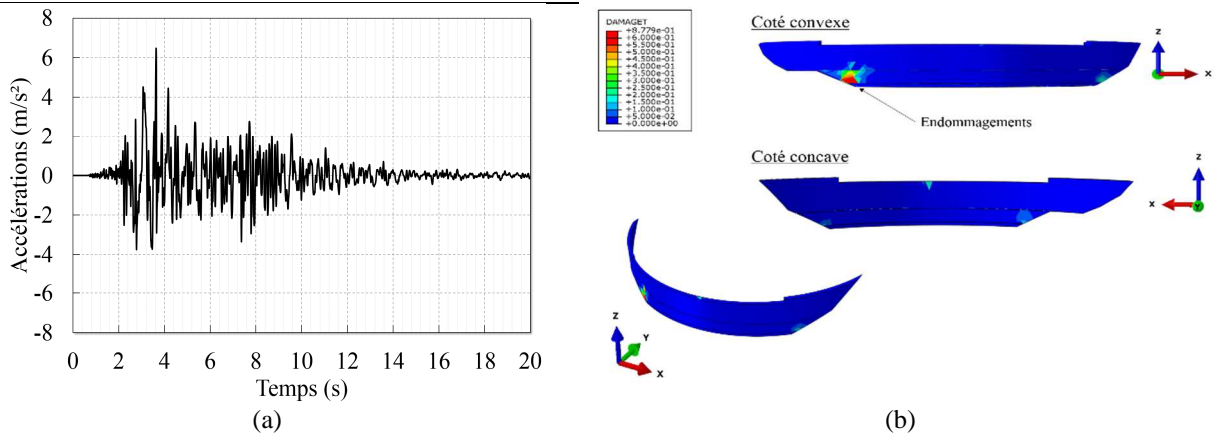 8
6
4
2
0
-2
-4
-6
-8
Accélérations (m/s²)
0 2 4 6 8 10 12 14 16 18 20
Temps (s)
(a)
DAMAGET
+8.779e-01
+6.000e-01
+5.500e-01
+5.000e-01
+4.500e-01
+4.000e-01
+3.500e-01
+3.000e-01
+2.500e-01
+2.000e-01
+1.500e-01
+1.000e-01
+5.000e-02
+0.000e+00
Coté convexe
Z
X
Endommagements
Coté concave
Z
X
Y
Z
Y
X
(b)